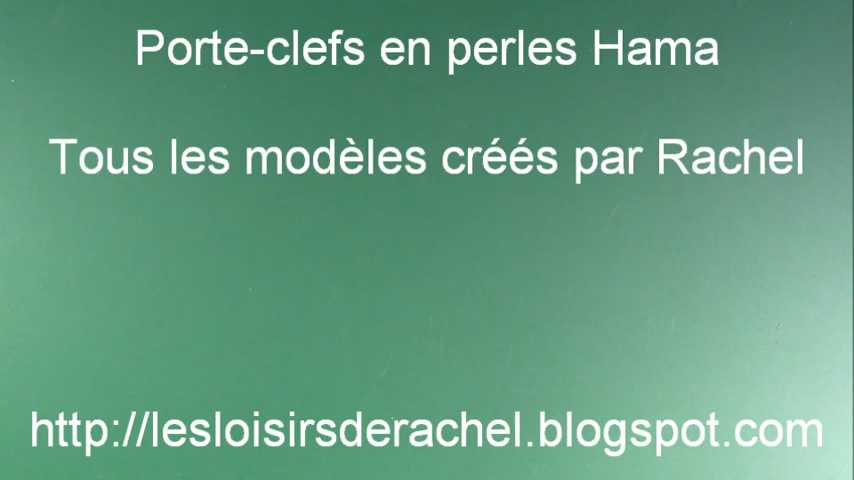 Porte-clefs en perles Hama
Tous les modèles créés par Rachel
http://lesloisirsderachel.blogspot.com